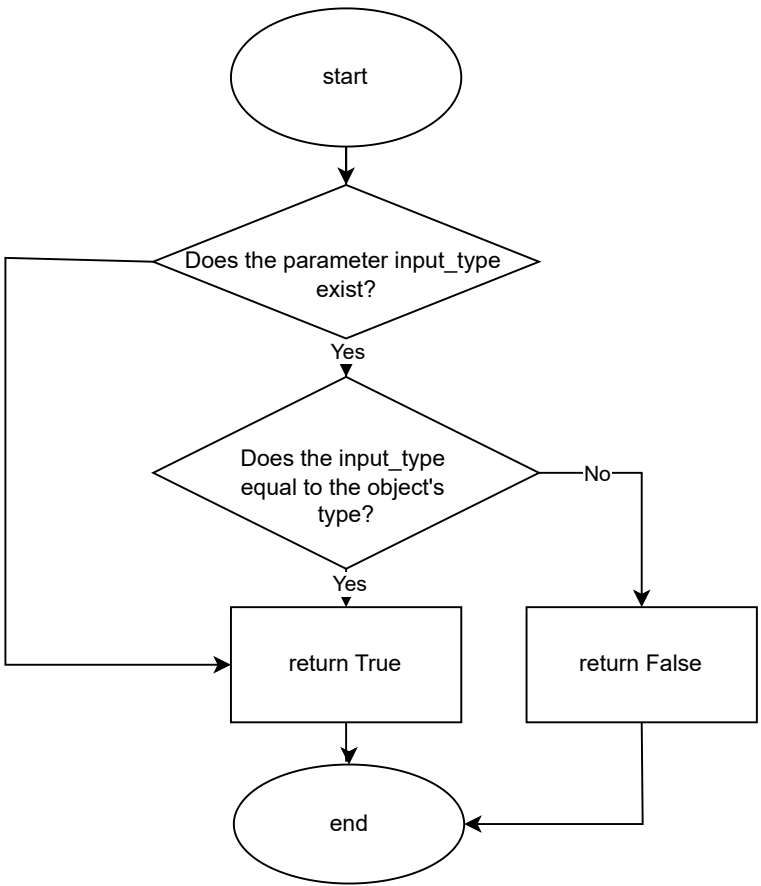 start
Does the parameter input_type
exist?
Yes
Does the input_type
equal to the object's
type?
No
Yes
return True
return False
end